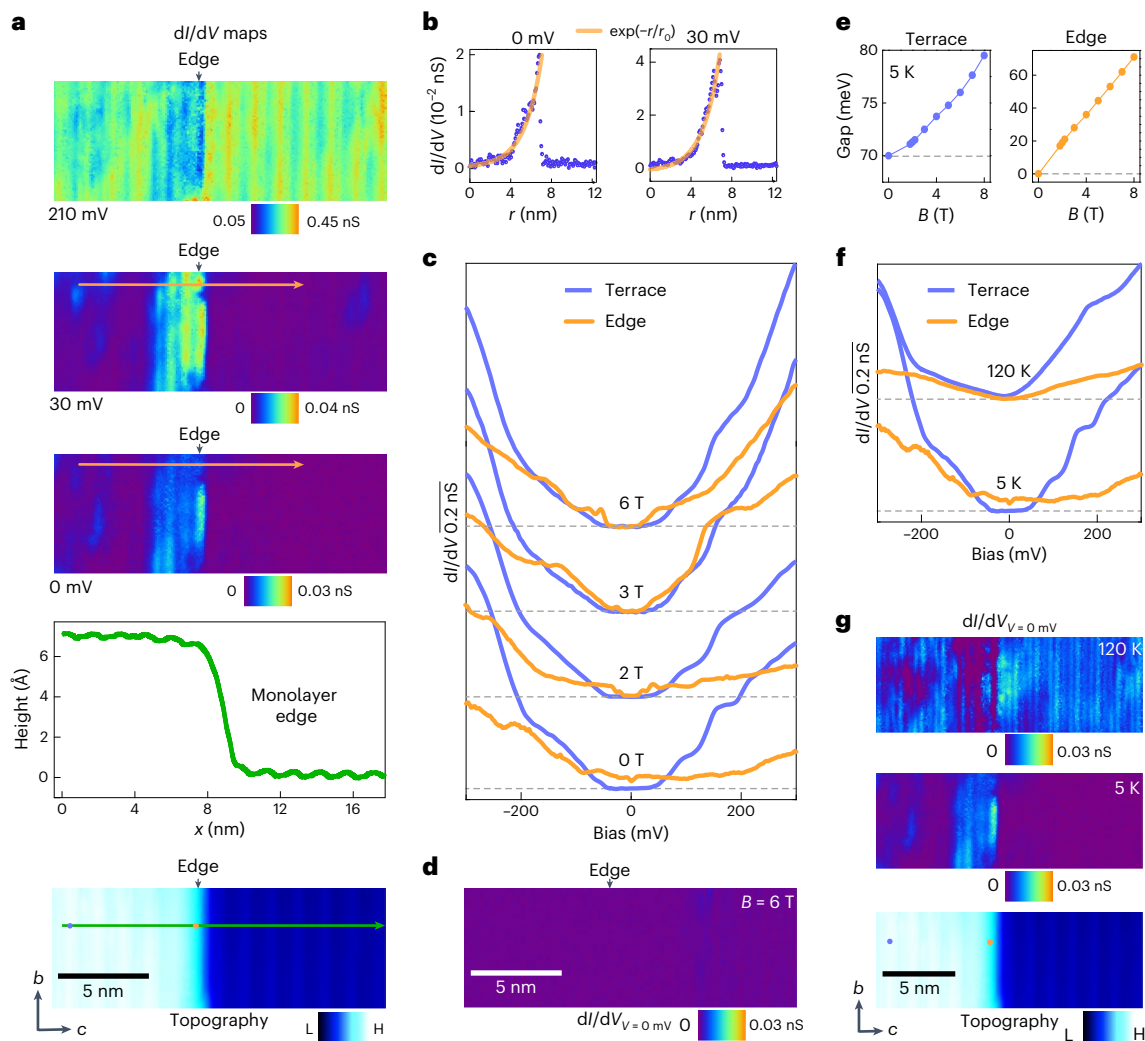 a
dI/dV maps
Edge
210 mV
0.05
0.45 nS
Edge
30 mV
0
0.04 nS
Edge
0 mV
0
0.03 nS
Height (Å)
6
4
2
0
Monolayer
edge
0
4
8
12
16
x (nm)
Edge
5 nm
b
c
Topography
L
H
b
exp(−r/r₀)
0 mV
30 mV
dI/dV (10⁻² nS)
2
1
0
0
4
8
12
r (nm)
0
4
8
12
r (nm)
c
Terrace
Edge
dI/dV 0.2 nS
6 T
3 T
2 T
0 T
−200
0
200
Bias (mV)
d
Edge
B = 6 T
5 nm
dI/dV V = 0 mV
0
0.03 nS
e
Terrace
Edge
5 K
Gap (meV)
80
75
70
0
4
8
B (T)
60
40
20
0
0
4
8
B (T)
f
Terrace
Edge
dI/dV 0.2 nS
120 K
5 K
−200
0
200
Bias (mV)
g
dI/dV V = 0 mV
120 K
0
0.03 nS
5 K
0
0.03 nS
5 nm
b
c
Topography
L
H